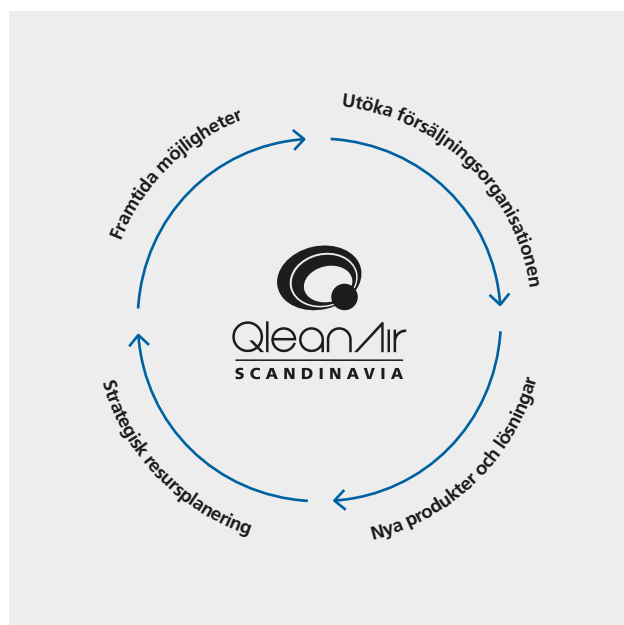 Framtida möjligheter
Utöka försäljningsorganisationen
QleanAir
SCANDINAVIA
Strategisk resursplanering
Nya produkter och lösningar